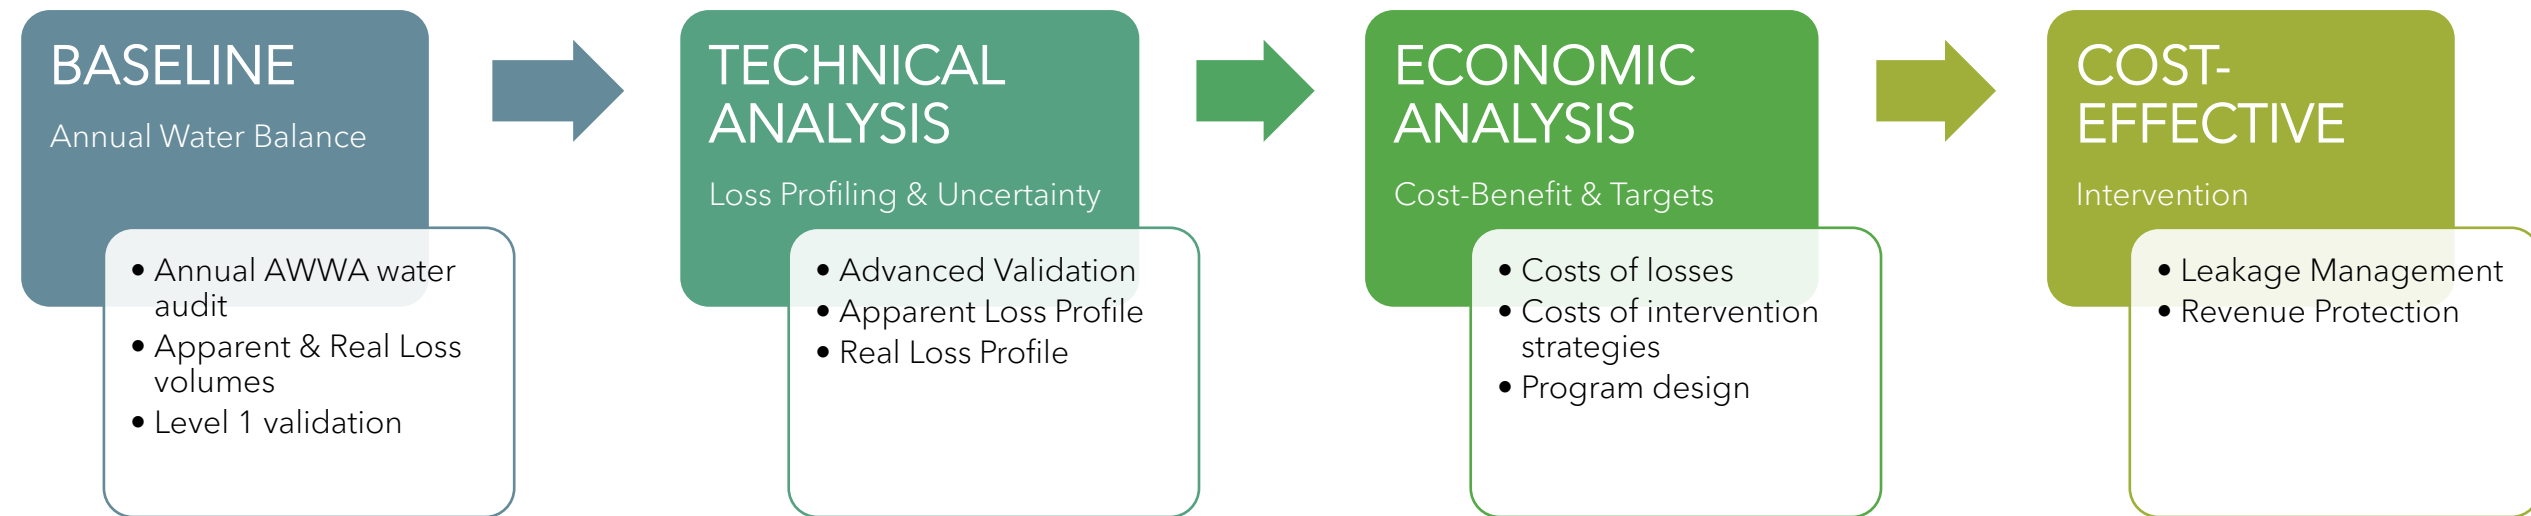 BASELINE
Annual Water Balance
• Annual AWWA water
audit
• Apparent & Real Loss
volumes
• Level 1 validation
TECHNICAL
ANALYSIS
Loss Profiling & Uncertainty
• Advanced Validation
• Apparent Loss Profile
• Real Loss Profile
ECONOMIC
ANALYSIS
Cost-Benefit & Targets
• Costs of losses
• Costs of intervention
strategies
• Program design
COST-
EFFECTIVE
Intervention
• Leakage Management
• Revenue Protection